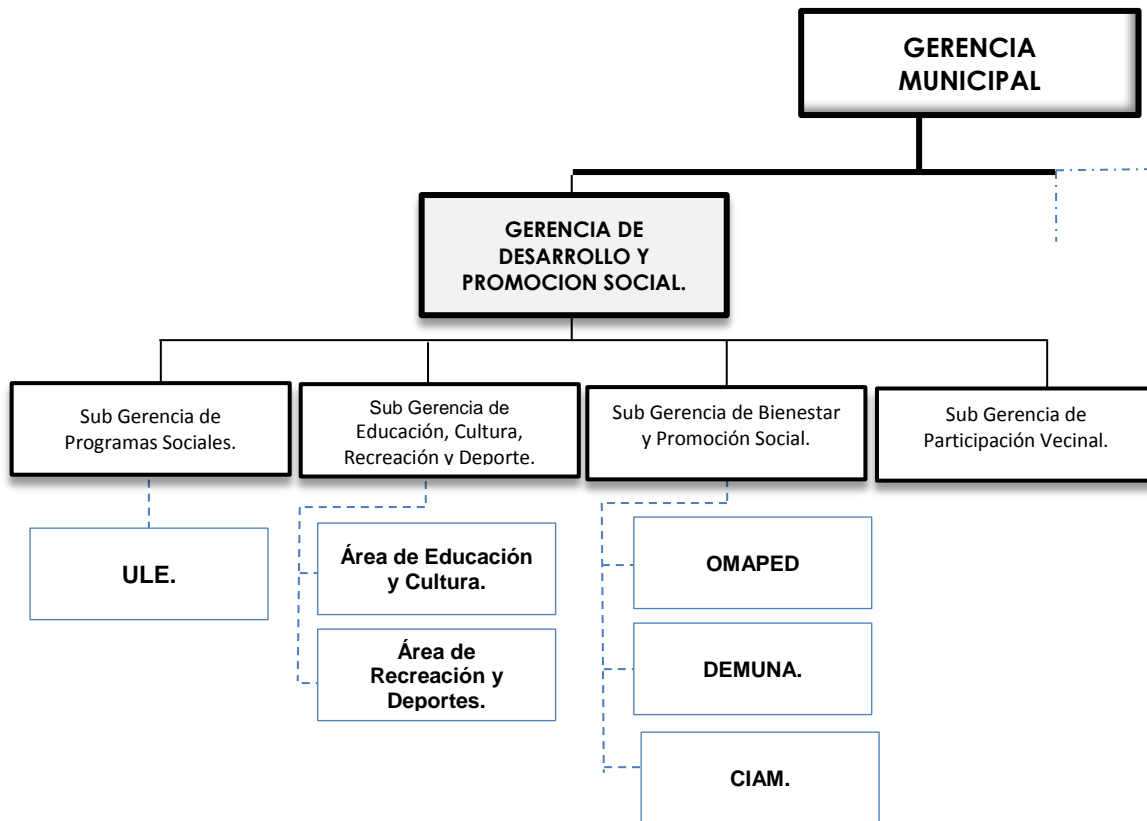 GERENCIA
MUNICIPAL
GERENCIA DE
DESARROLLO Y
PROMOCION SOCIAL.
Sub Gerencia de
Programas Sociales.
Sub Gerencia de
Educación, Cultura,
Recreación y Deporte.
Sub Gerencia de Bienestar
y Promoción Social.
Sub Gerencia de
Participación Vecinal.
ULE.
Área de Educación
y Cultura.
Área de
Recreación y
Deportes.
OMAPED
DEMUNA.
CIAM.